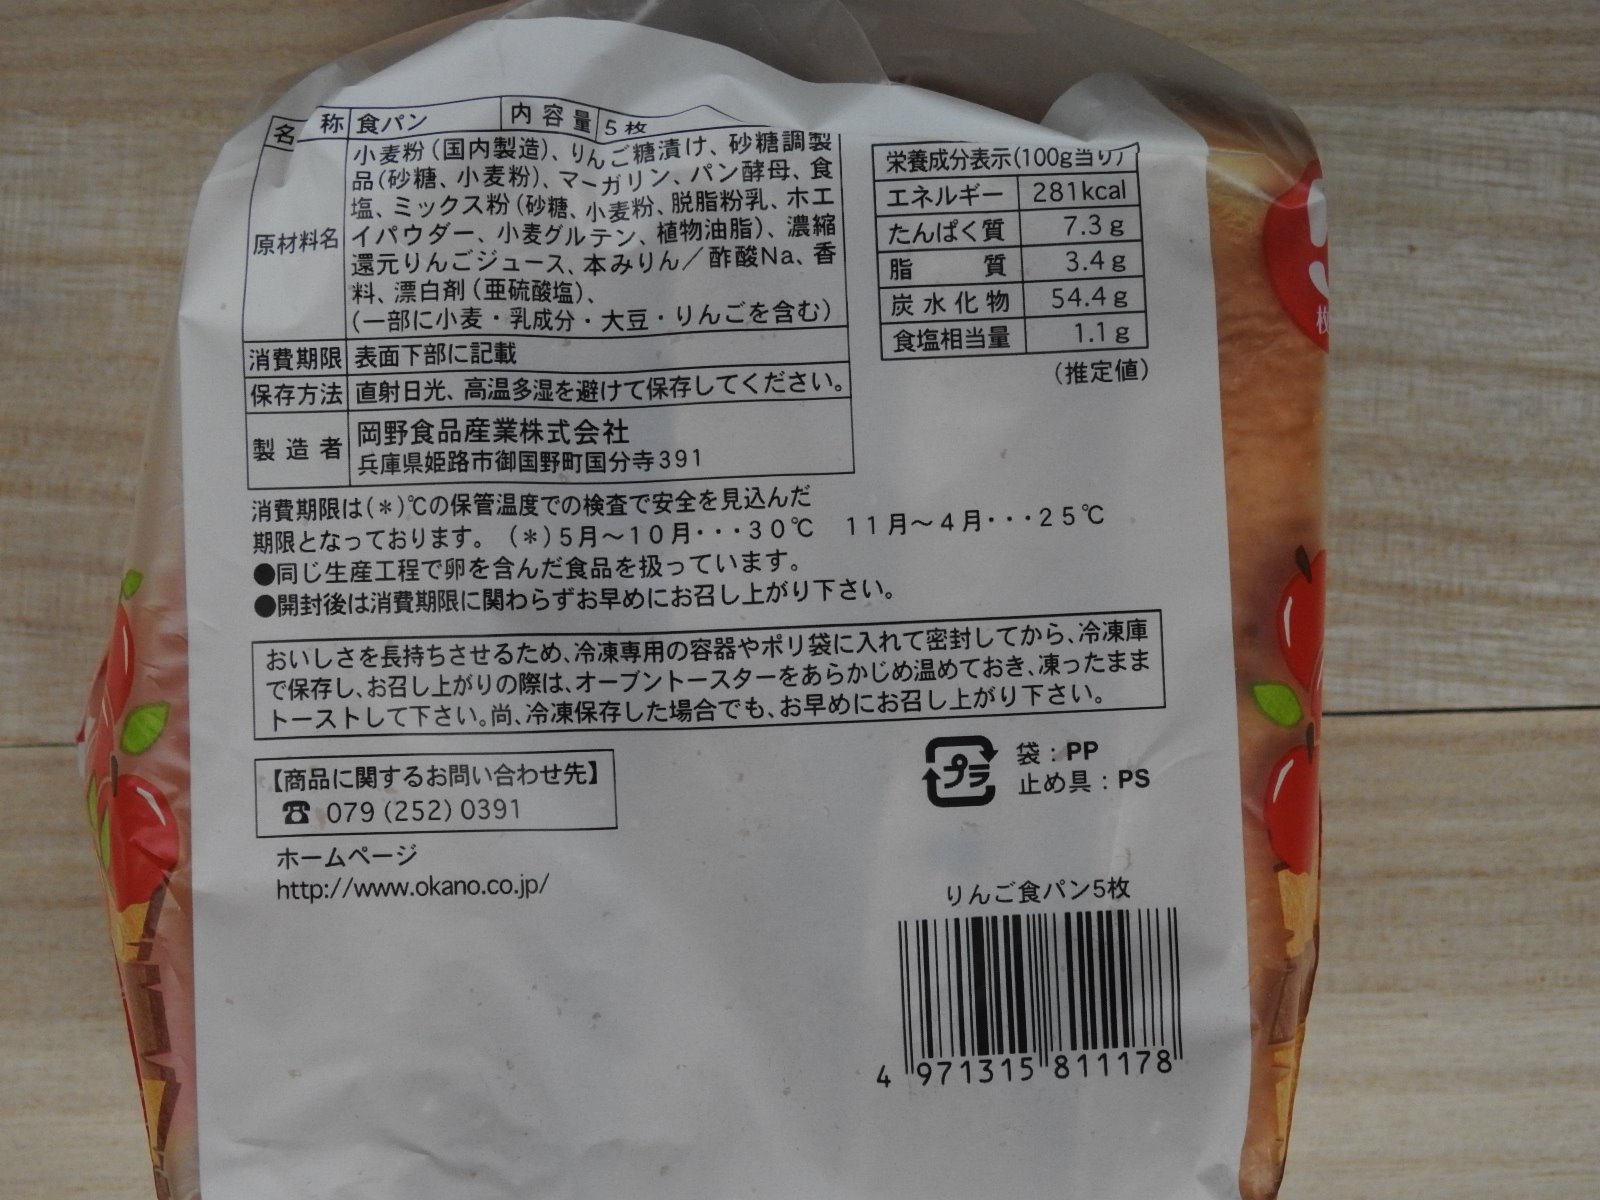 名 称 食パン 内容量 5枚
原材料名
小麦粉(国内製造)、りんご糖漬け、砂糖調製
品(砂糖、小麦粉)、マーガリン、パン酵母、食
塩、ミックス粉(砂糖、小麦粉、脱脂粉乳、ホエ
イパウダー、小麦グルテン、植物油脂)、濃縮
還元りんごジュース、本みりん/酢酸Na、香
料、漂白剤(亜硫酸塩)、
(一部に小麦・乳成分・大豆・りんごを含む)
消費期限 表面下部に記載
保存方法 直射日光、高温多湿を避けて保存してください。
製造者 岡野食品産業株式会社
兵庫県姫路市御国野町国分寺391
栄養成分表示(100g当り)
エネルギー 281kcal
たんぱく質 7.3g
脂質 3.4g
炭水化物 54.4g
食塩相当量 1.1g
(推定値)
消費期限は(*)℃の保管温度での検査で安全を見込んだ
期限となっております。(*)5月~10月・・・30℃ 11月~4月・・・25℃
●同じ生産工程で卵を含んだ食品を扱っています。
●開封後は消費期限に関わらずお早めにお召し上がり下さい。
おいしさを長持ちさせるため、冷凍専用の容器やポリ袋に入れて密封してから、冷凍庫
で保存し、お召し上がりの際は、オーブントースターをあらかじめ温めておき、凍ったまま
トーストして下さい。尚、冷凍保存した場合でも、お早めにお召し上がり下さい。
【商品に関するお問い合わせ先】
☎ 079(252)0391
ホームページ
http://www.okano.co.jp/
プラ
袋:PP
止め具:PS
りんご食パン5枚
4 971315 811178
枚